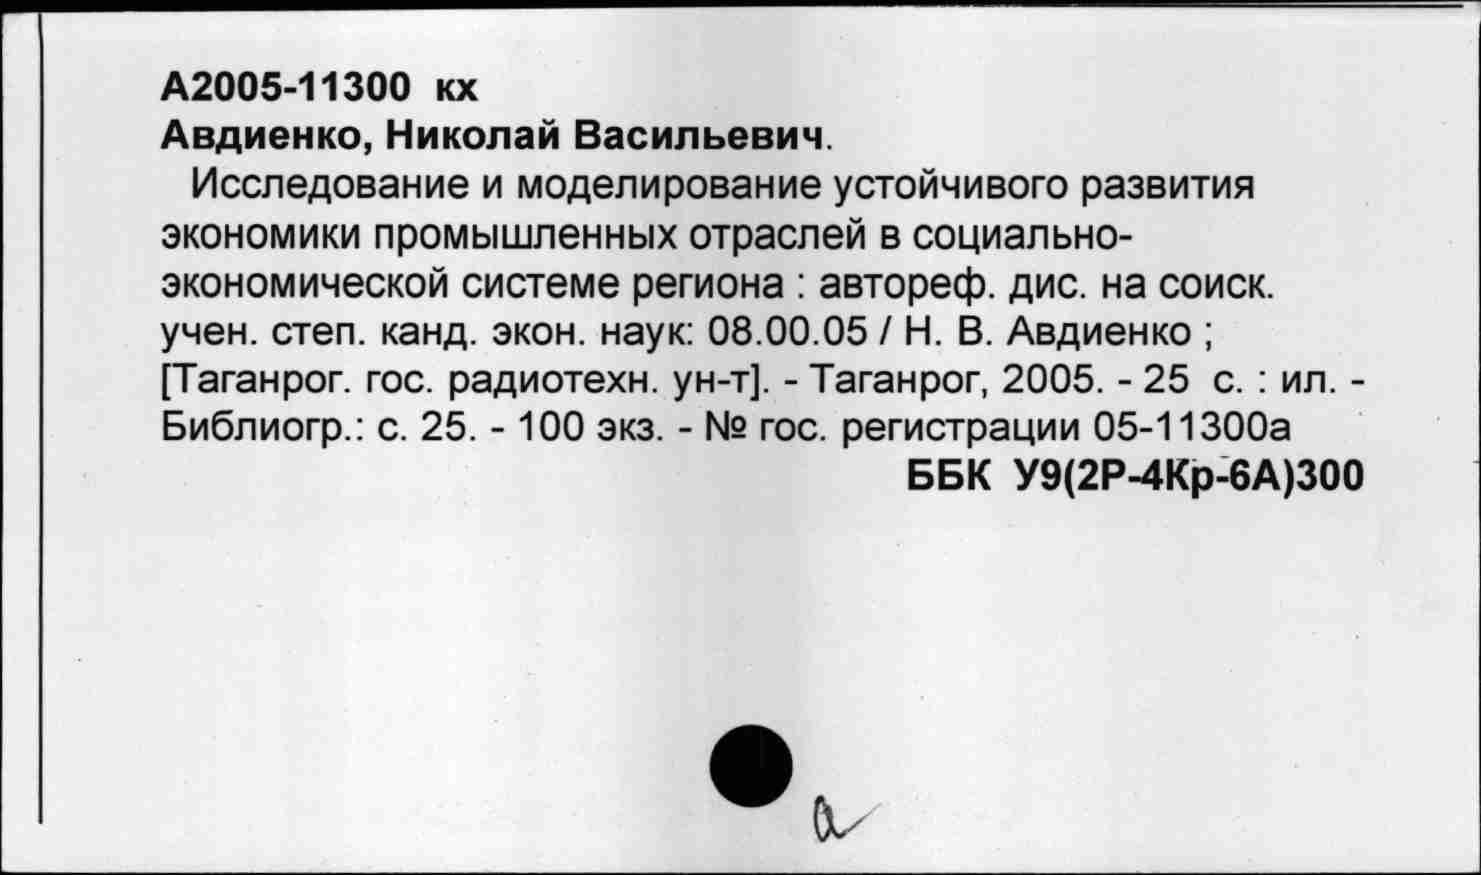 А2005-11300 кх
Авдиенко, Николай Васильевич.
Исследование и моделирование устойчивого развития
экономики промышленных отраслей в социально-
экономической системе региона : автореф. дис. на соиск.
учен. степ. канд. экон. наук: 08.00.05 / Н. В. Авдиенко ;
[Таганрог. гос. радиотехн. ун-т]. - Таганрог, 2005. - 25 с. : ил. -
Библиогр.: с. 25. - 100 экз. - № гос. регистрации 05-11300а
ББК У9(2Р-4Кр-6А)300
а